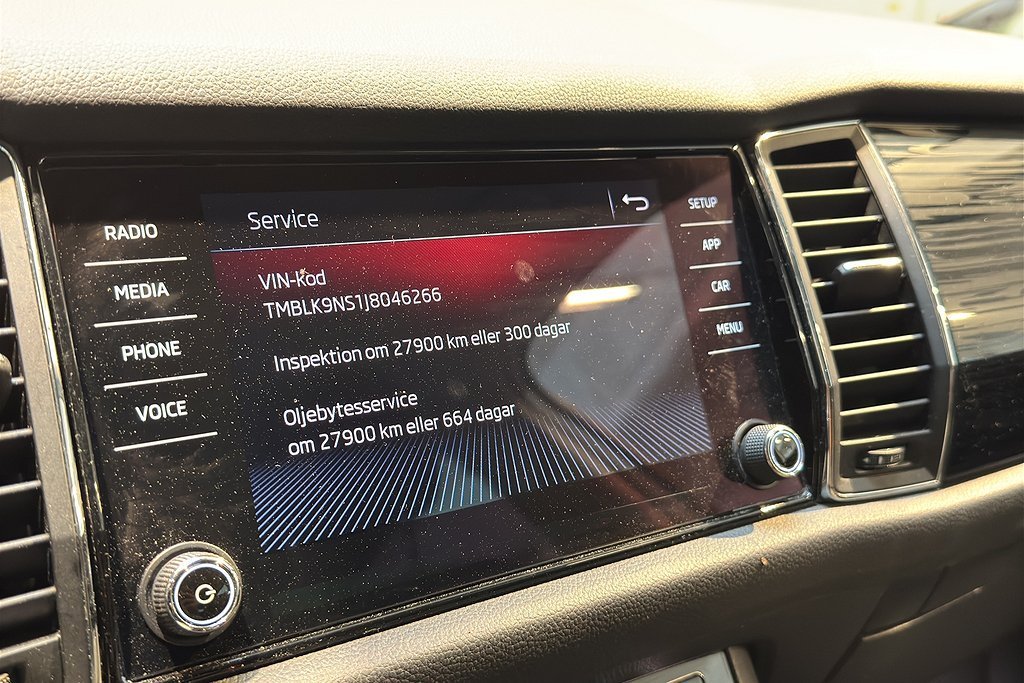 Service
VIN-kod
TMBLK9NS1J8046266
Inspektion om 27900 km eller 300 dagar
Oljebytesservice
om 27900 km eller 664 dagar
RADIO
MEDIA
PHONE
VOICE
SETUP
APP
CAR
MENU